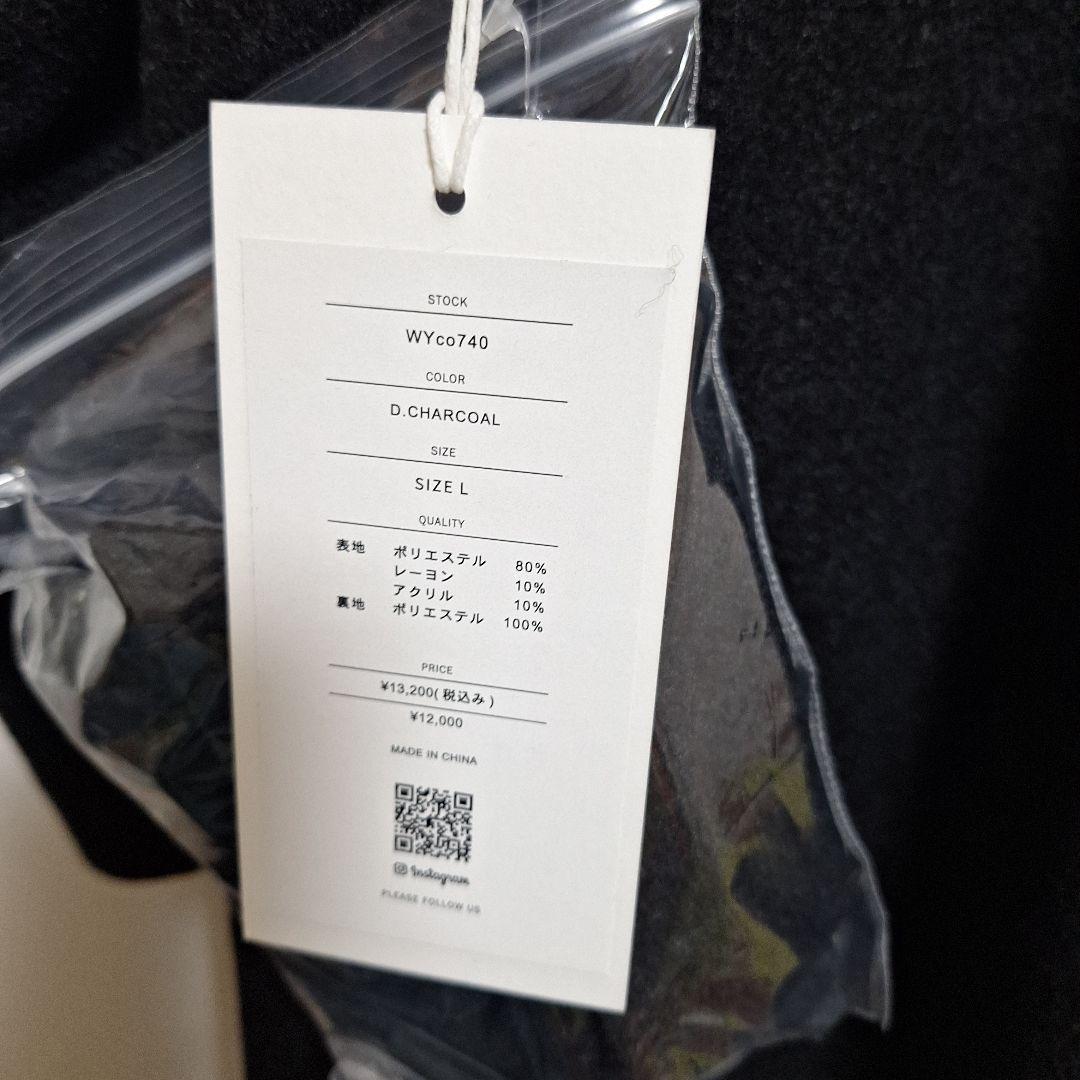 STOCK
WYco740
COLOR
D.CHARCOAL
SIZE
SIZE L
QUALITY
表地 ポリエステル 80%
レーヨン 10%
アクリル 10%
裏地 ポリエステル 100%
PRICE
¥13,200(税込み)
¥12,000
MADE IN CHINA
Instagram
PLEASE FOLLOW US